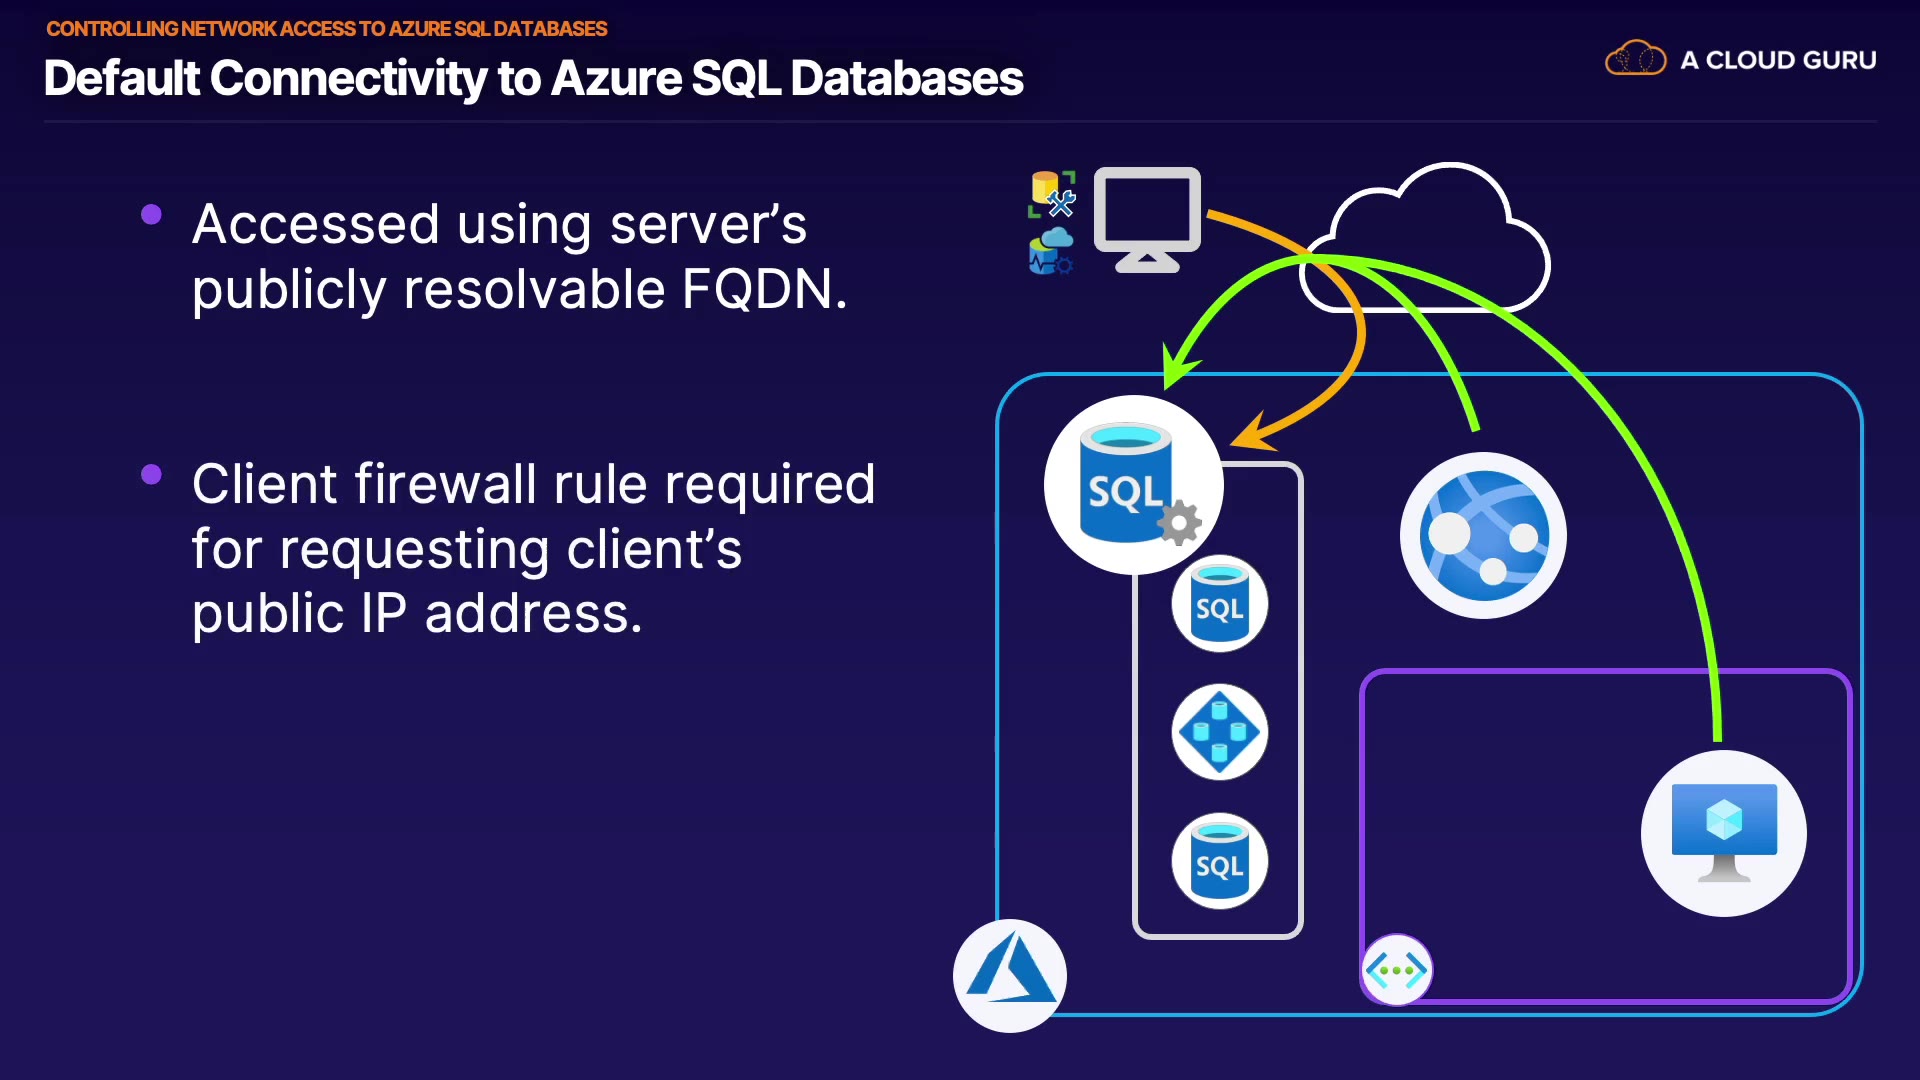 CONTROLLING NETWORK ACCESS TO AZURE SQL DATABASES
Default Connectivity to Azure SQL Databases
A CLOUD GURU
Accessed using server’s
publicly resolvable FQDN.
Client firewall rule required
for requesting client’s
public IP address.
SQL
SQL
SQL